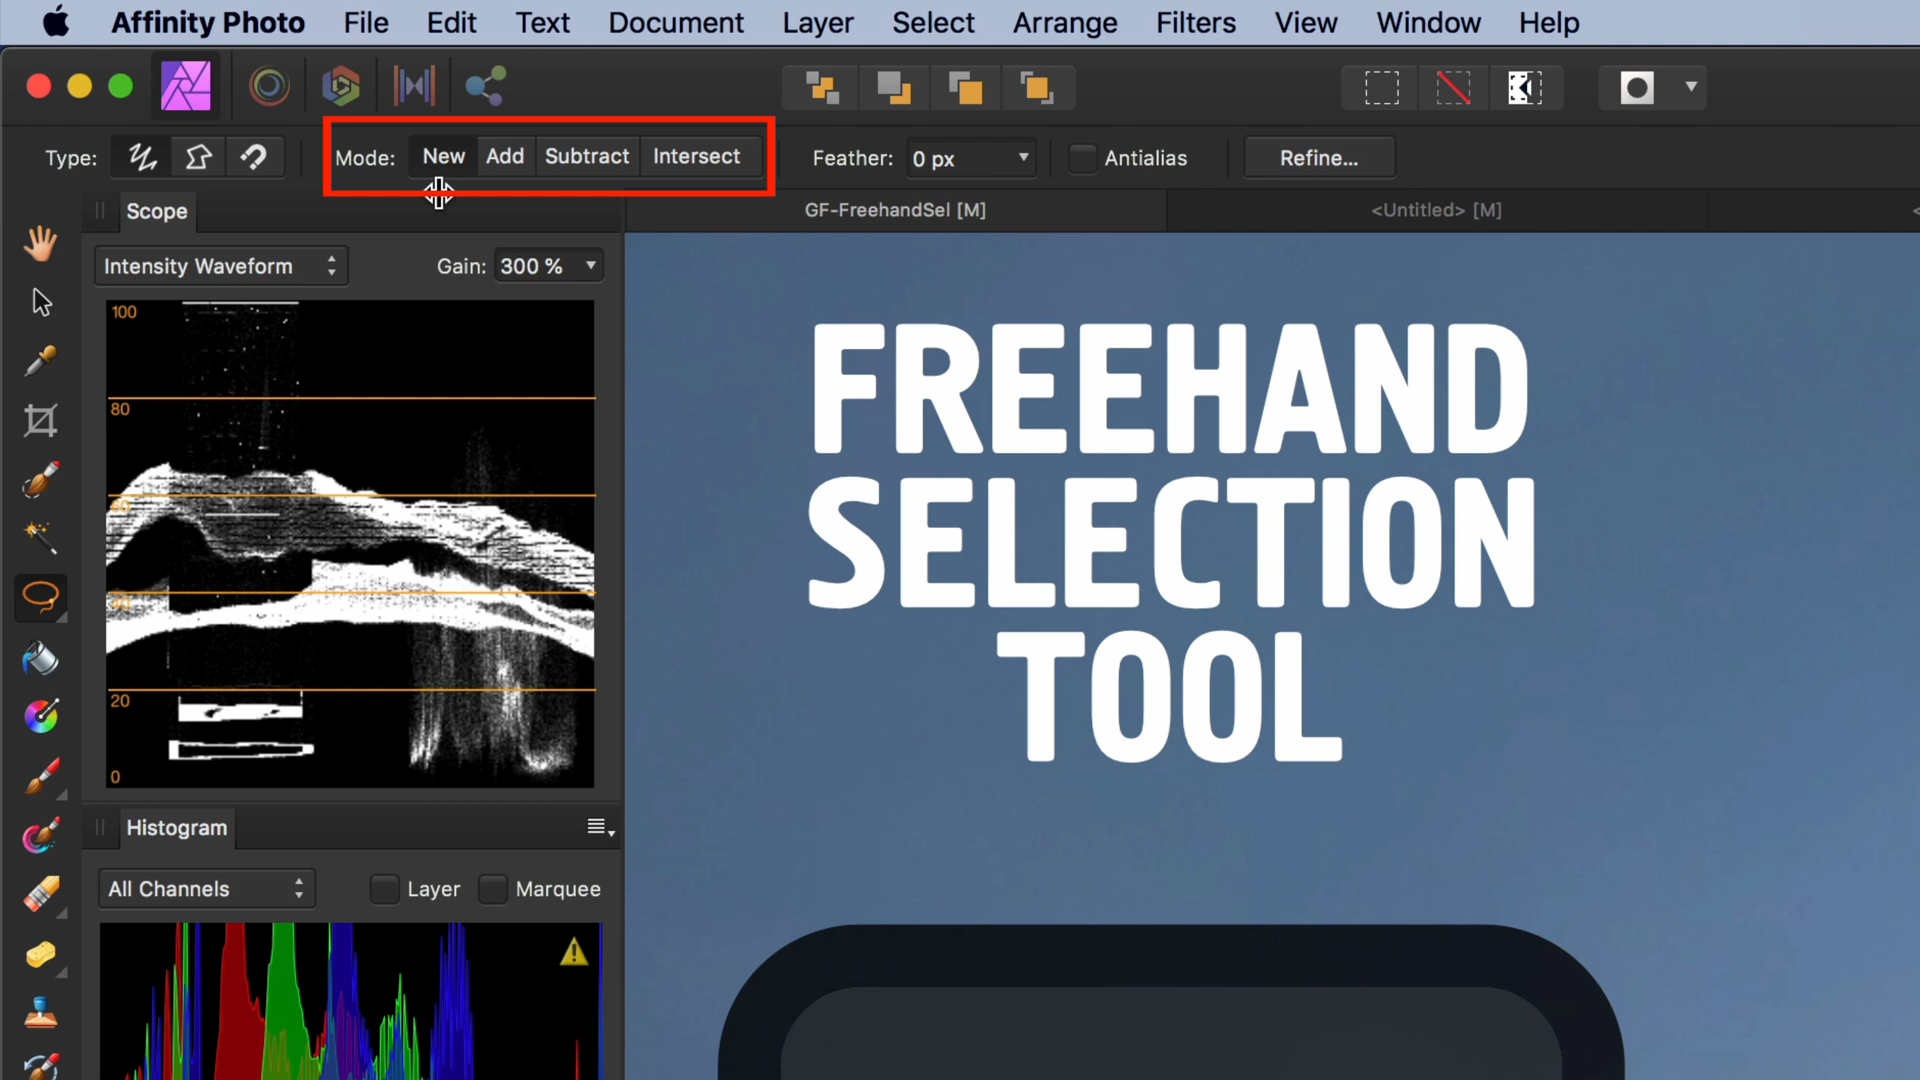 Affinity Photo File Edit Text Document Layer Select Arrange Filters View Window Help
Type: Mode: New Add Subtract Intersect Feather: 0 px Antialias Refine...
Scope
GF-FreehandSel [M]
<Untitled> [M]
Intensity Waveform Gain: 300 %
100
80
60
40
20
0
FREEHAND
SELECTION
TOOL
Histogram
All Channels Layer Marquee